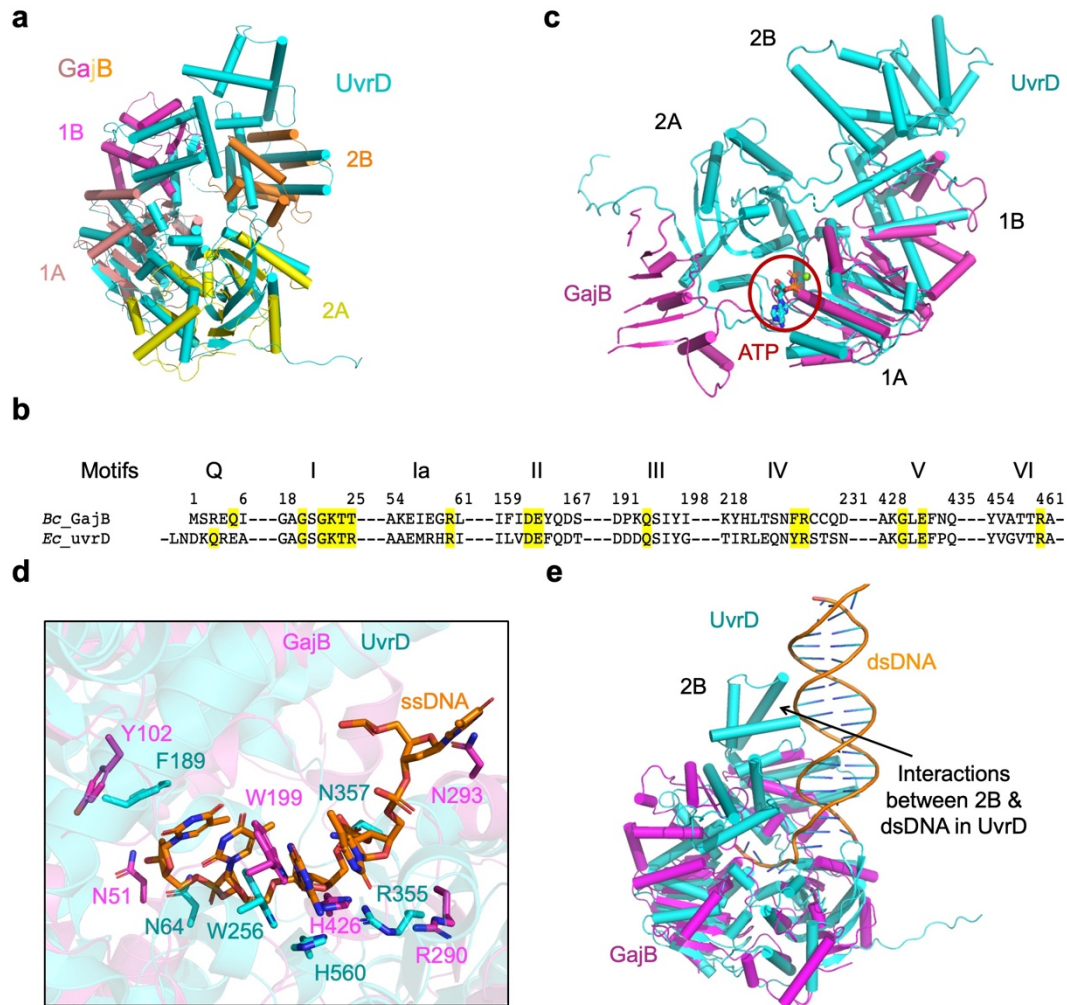 a
GajB
UvrD
1B
2B
1A
2A
c
2B
UvrD
2A
1B
GajB
ATP
1A
b
Motifs Q I Ia II III IV V VI
1 6 18 25 54 61 159 167 191 197 218 231 428 435 454 461
Bc_GajB MSREQI---GAGSGKTT---AKEIEGRLI---IFIDEYQDS---DPKQSIYI---KYHLTSNFRCCQD---AKGLEFNQ---YVATTRA-
Ec_uvrD -LNDKQREA---GAGSGKTR---AAEMRHRI---ILVDEFQDT---DDDQSIYG---TIRLEQNYRSTSN---AKGLEFPQ---YVGVTRA-
d
GajB UvrD
ssDNA
Y102
F189
W199
N357
N293
N51
N64
W256
H426
R355
H560
R290
e
UvrD
dsDNA
2B
Interactions
between 2B &
dsDNA in UvrD
GajB